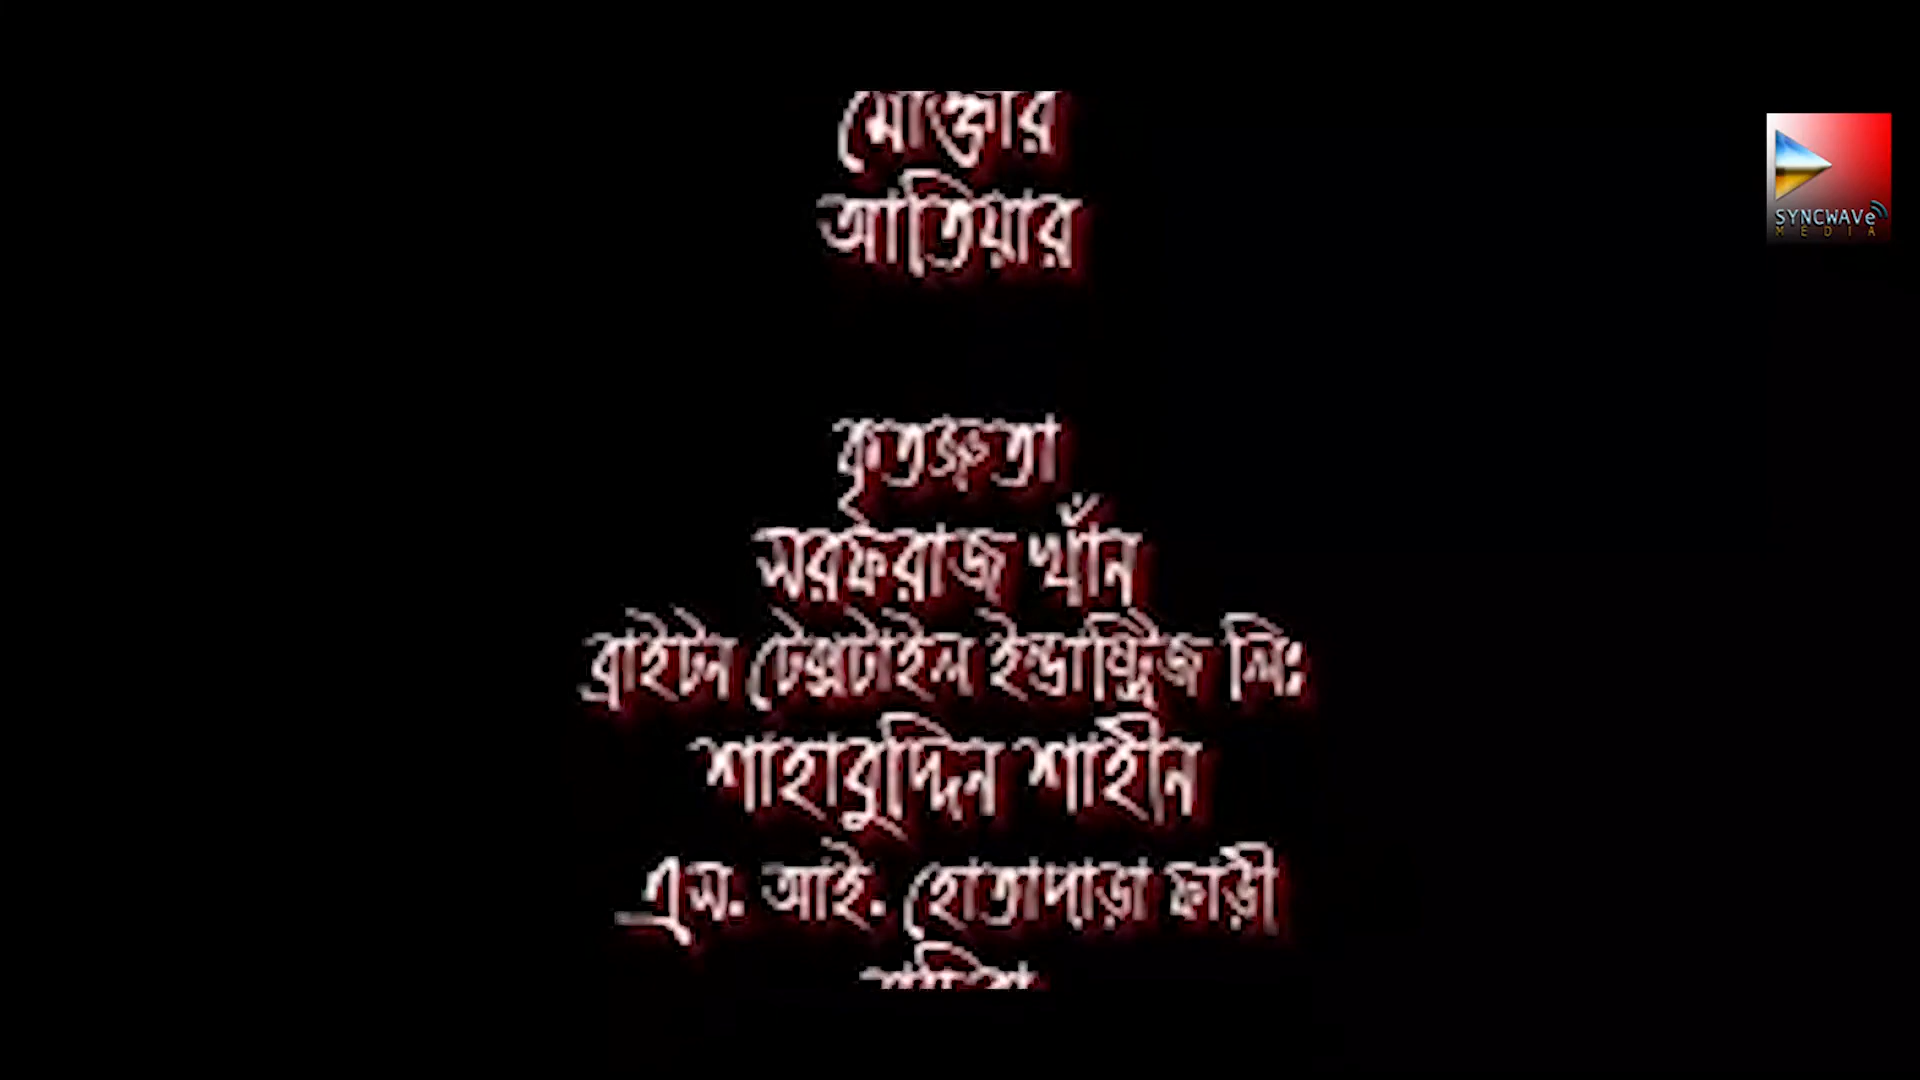 মোক্তার
আতিয়ার
কৃতজ্ঞতা
সরফরাজ খাঁন
ব্রাইটন টেক্সটাইল ইন্ডাষ্ট্রিজ লিঃ
শাহাবুদ্দিন শাহীন
এস. আই. হোতাপাড়া ফাড়ী
SYNCWAVe
MEDIA